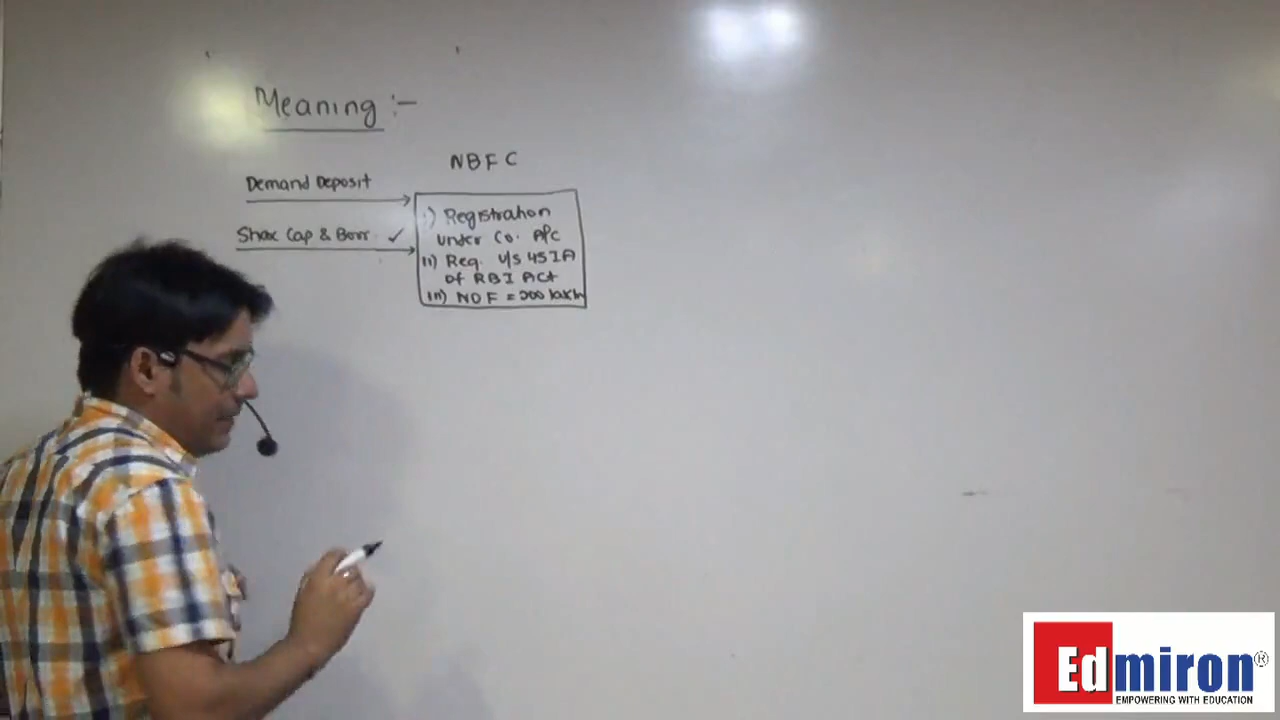 Meaning :-
NBFC
Demand Deposit
Share Cap & Borr. ✓
i) Registration
under Co. Act
ii) Reg. u/s 45IA
of RBI Act
iii) NOF = 200 lakh
Edmiron®
EMPOWERING WITH EDUCATION